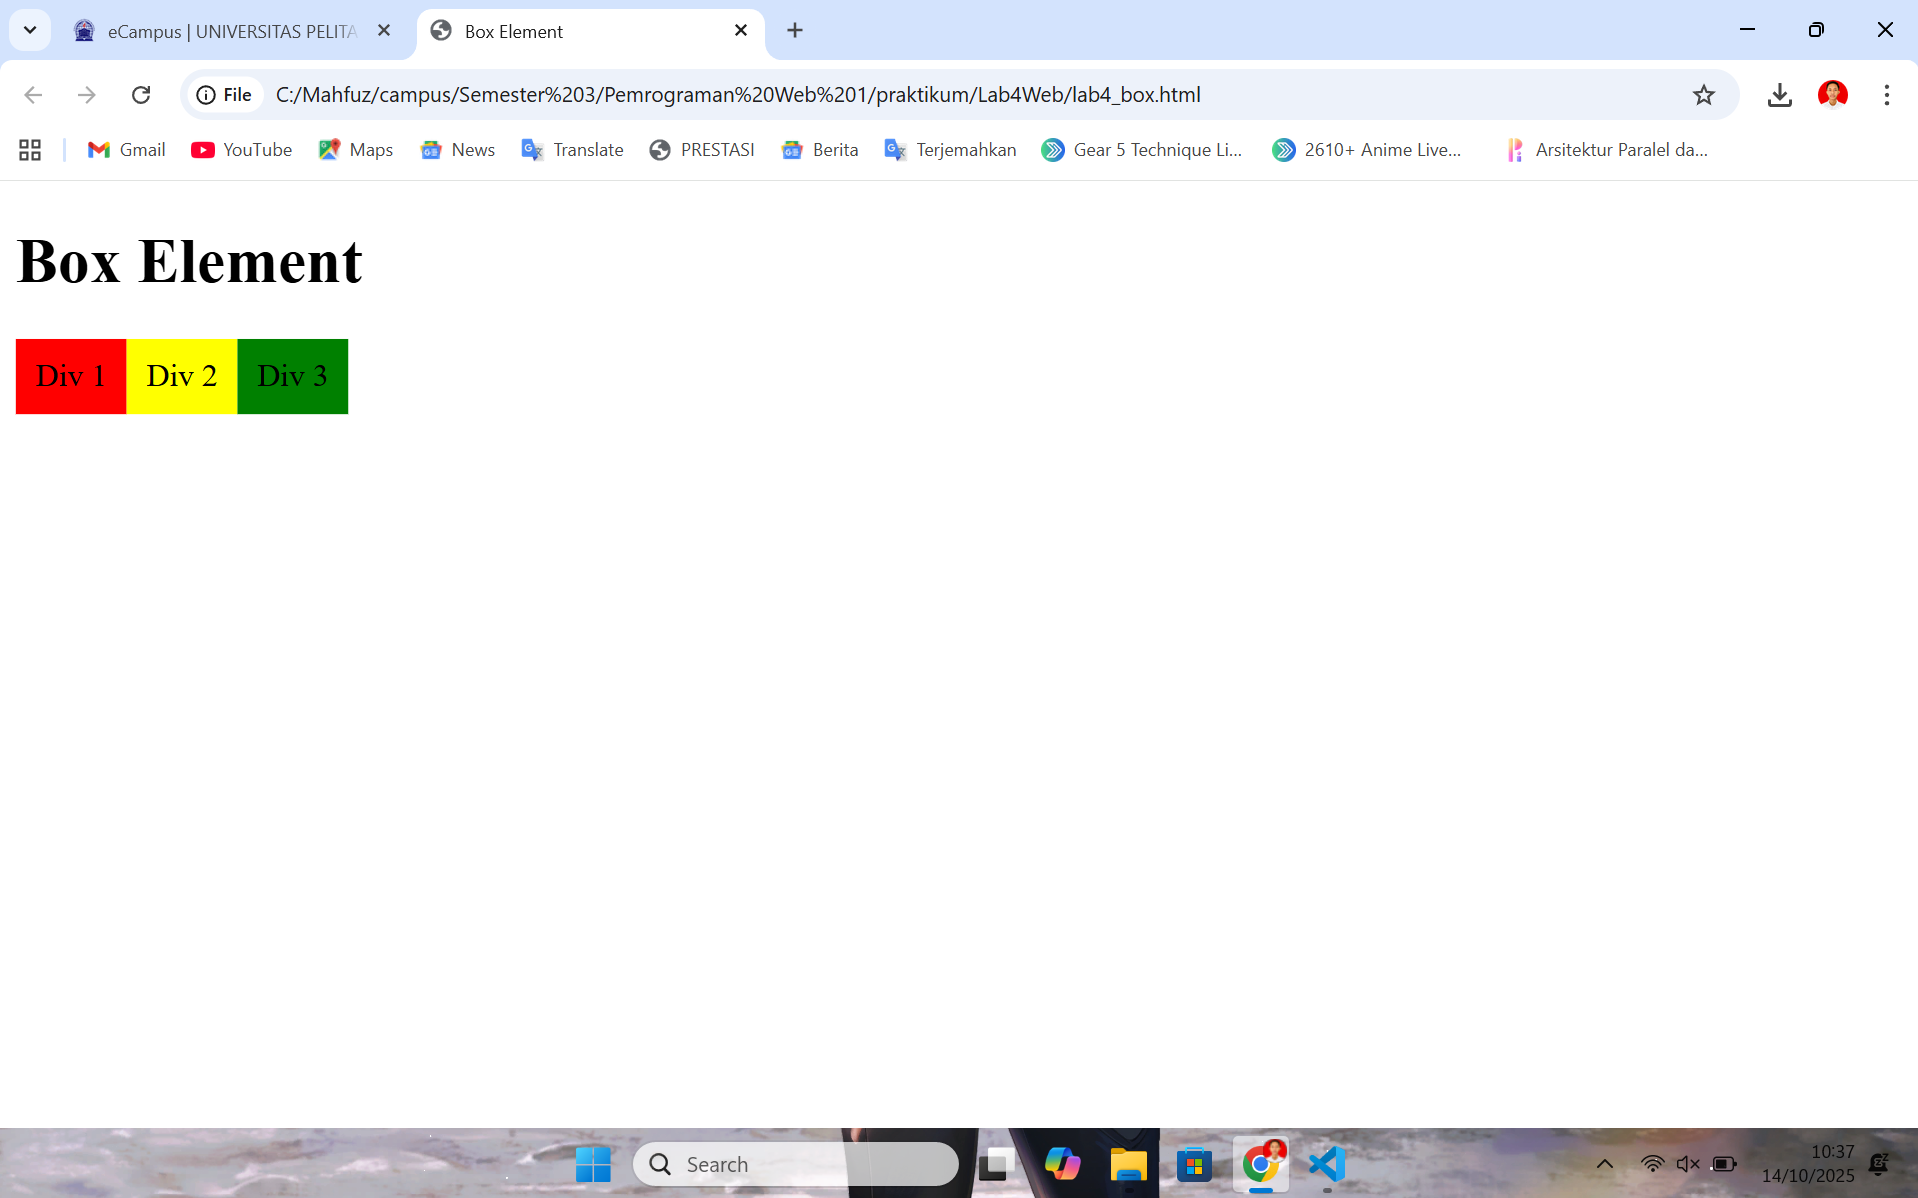 eCampus | UNIVERSITAS PELITA
Box Element
File
C:/Mahfuz/campus/Semester%203/Pemrograman%20Web%201/praktikum/Lab4Web/lab4_box.html
Gmail
YouTube
Maps
News
Translate
PRESTASI
Berita
Terjemahkan
Gear 5 Technique Li...
2610+ Anime Live...
Arsitektur Paralel da...
Box Element
Div 1
Div 2
Div 3
Search
10:37
14/10/2025